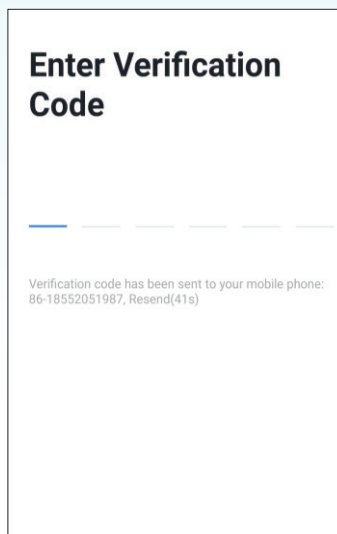 Enter Verification
Code
Verification code has been sent to your mobile phone:
86-18552051987, Resend(41s)